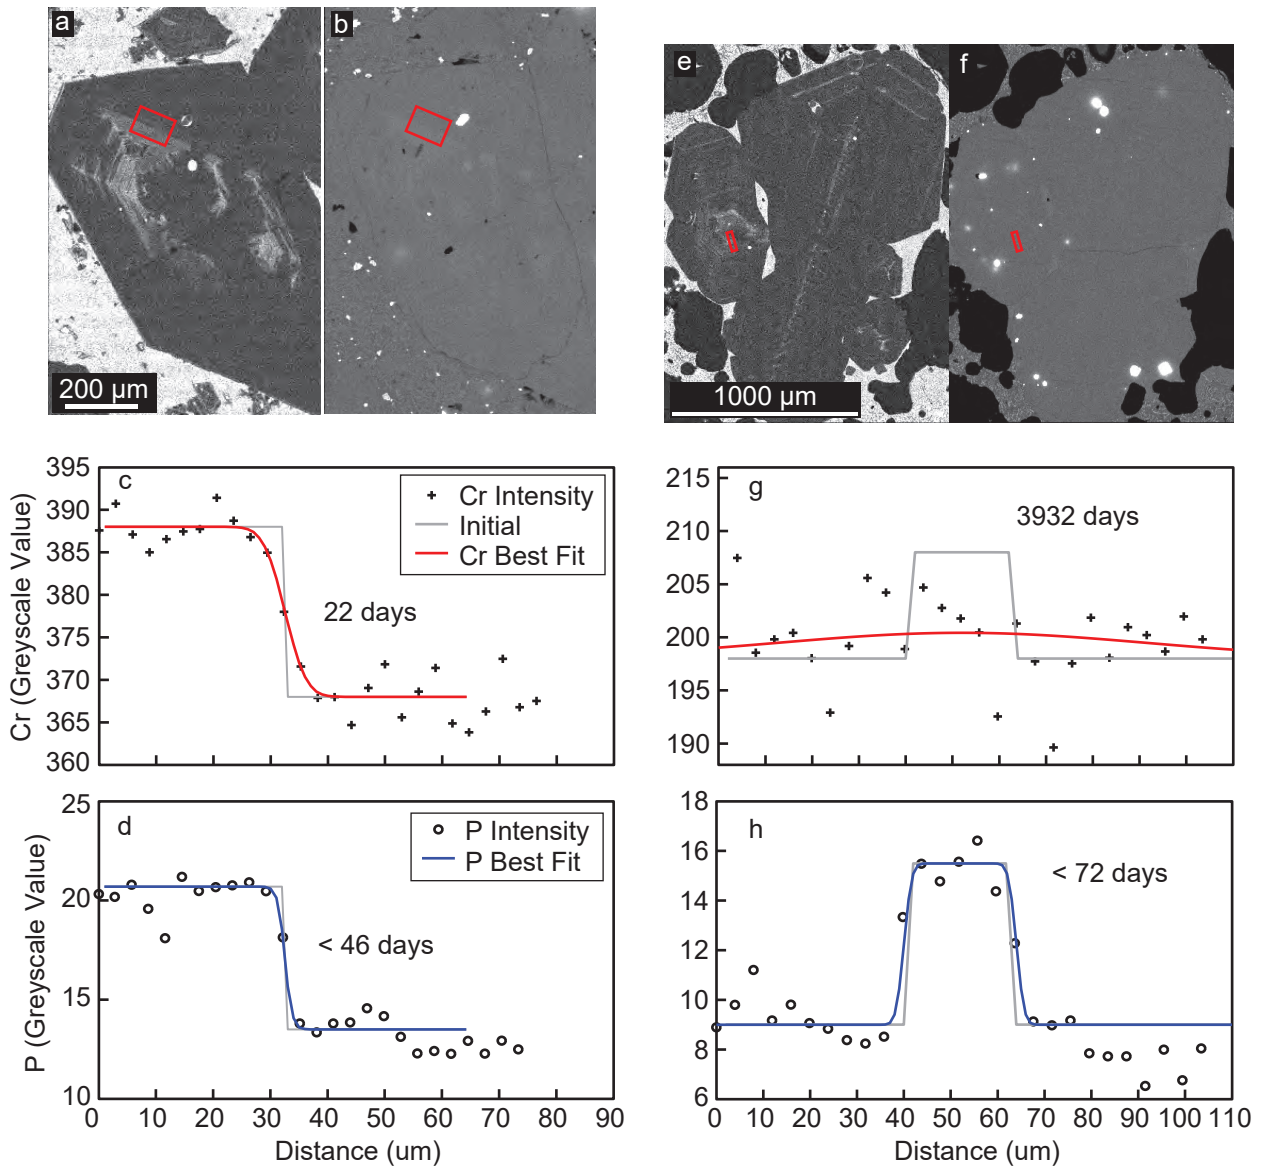 a
b
200 µm
e
f
1000 µm
c
Cr (Greyscale Value)
395
390
385
380
375
370
365
360
Cr Intensity
Initial
Cr Best Fit
22 days
g
215
210
205
200
195
190
3932 days
d
P (Greyscale Value)
25
20
15
10
P Intensity
P Best Fit
< 46 days
0 10 20 30 40 50 60 70 80 90
Distance (um)
h
18
16
14
12
10
8
6
< 72 days
0 10 20 30 40 50 60 70 80 90 100 110
Distance (um)